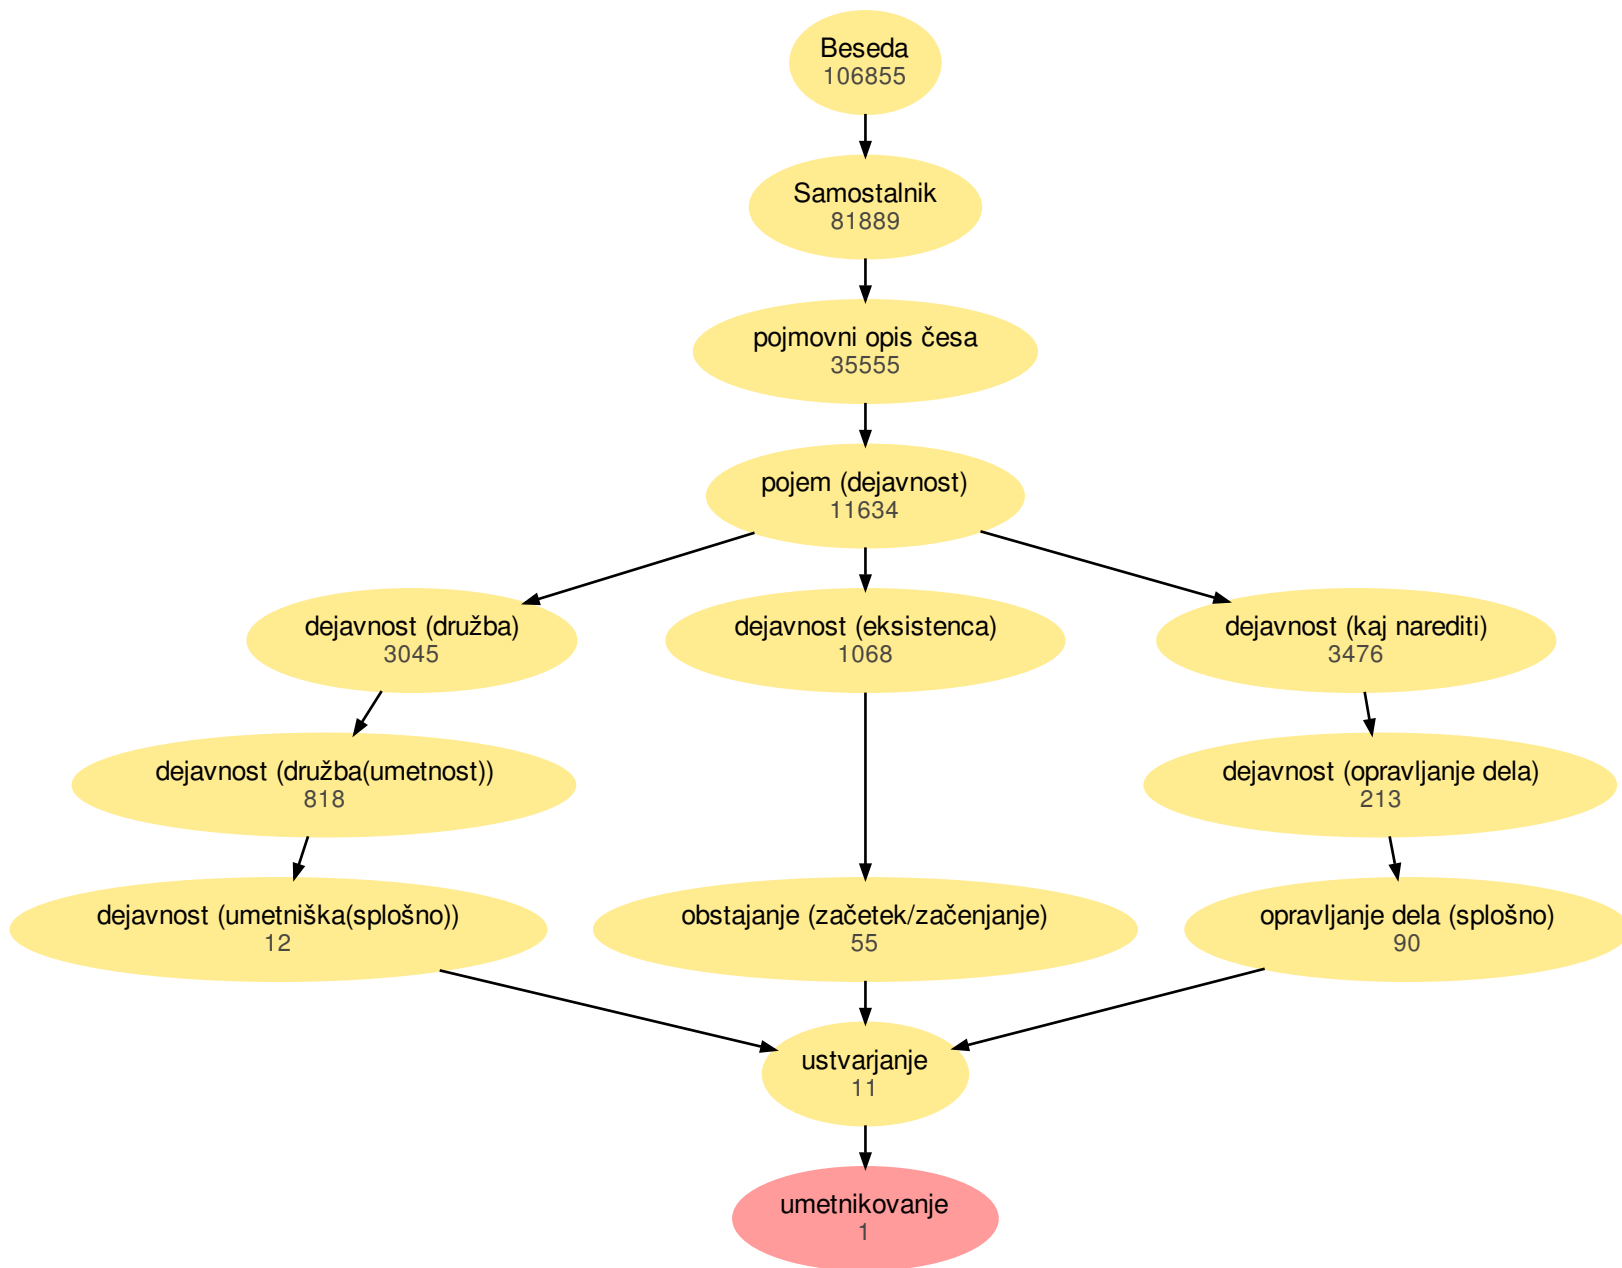 Beseda
106855
Samostalnik
81889
pojmovni opis česa
35555
pojem (dejavnost)
11634
dejavnost (družba)
3045
dejavnost (eksistenca)
1068
dejavnost (kaj narediti)
3476
dejavnost (družba(umetnost))
818
dejavnost (opravljanje dela)
213
dejavnost (umetniška(splošno))
12
obstajanje (začetek/začenjanje)
55
opravljanje dela (splošno)
90
ustvarjanje
11
umetnikovanje
1